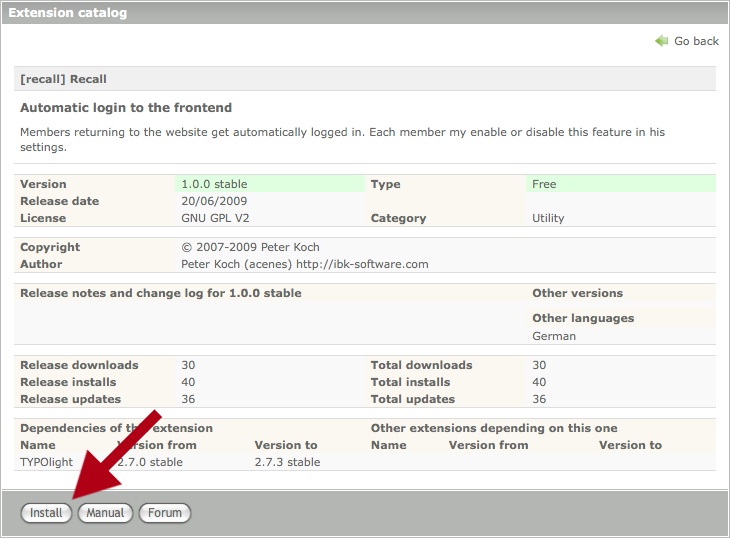 Extension catalog
Go back
[recall] Recall
Automatic login to the frontend
Members returning to the website get automatically logged in. Each member my enable or disable this feature in his
settings.
Version 1.0.0 stable Type Free
Release date 20/06/2009
License GNU GPL V2 Category Utility
Copyright © 2007-2009 Peter Koch
Author Peter Koch (acenes) http://ibk-software.com
Release notes and change log for 1.0.0 stable Other versions
Other languages
German
Release downloads 30 Total downloads 30
Release installs 40 Total installs 40
Release updates 36 Total updates 36
Dependencies of the extension Other extensions depending on this one
Name Version from Version to Name Version from Version to
TYPOlight 2.7.0 stable 2.7.3 stable
Install Manual Forum